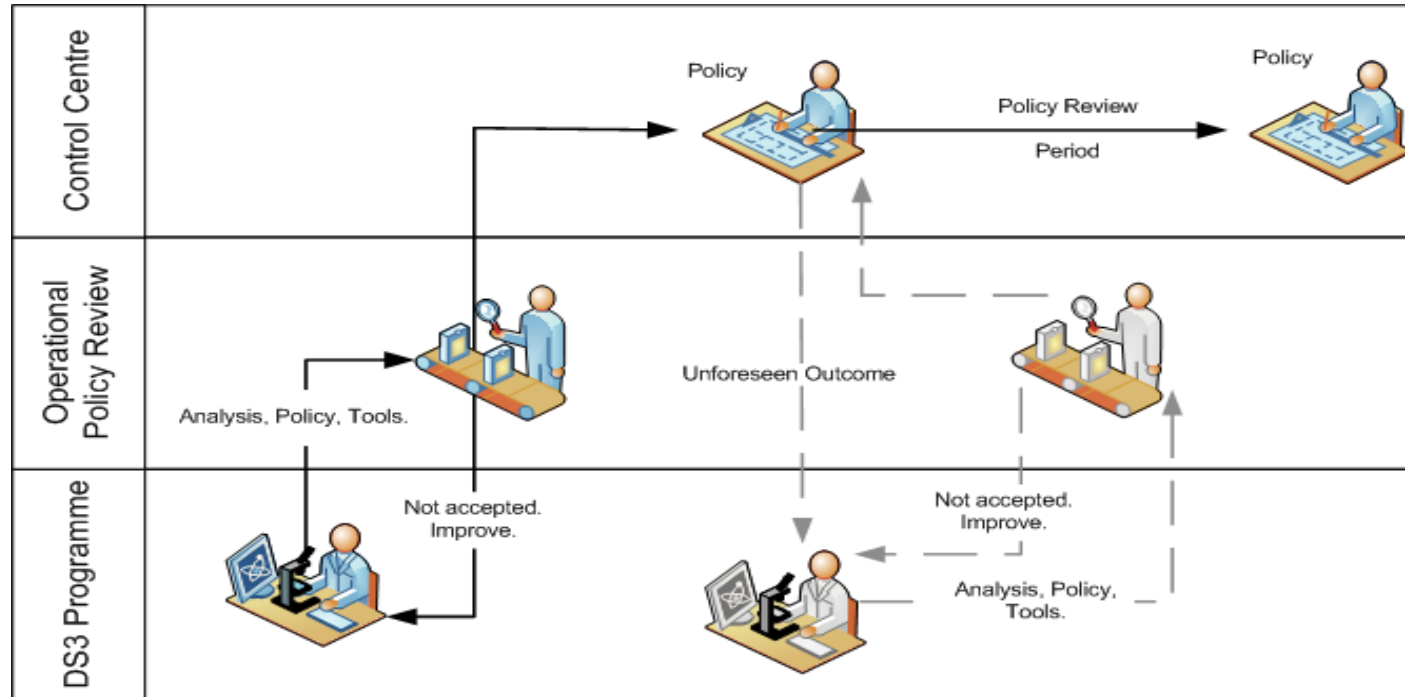 Control Centre
Policy
Policy Review
Period
Policy
Operational
Policy Review
Analysis, Policy, Tools.
Unforeseen Outcome
DS3 Programme
Not accepted.
Improve.
Not accepted.
Improve.
Analysis, Policy,
Tools.